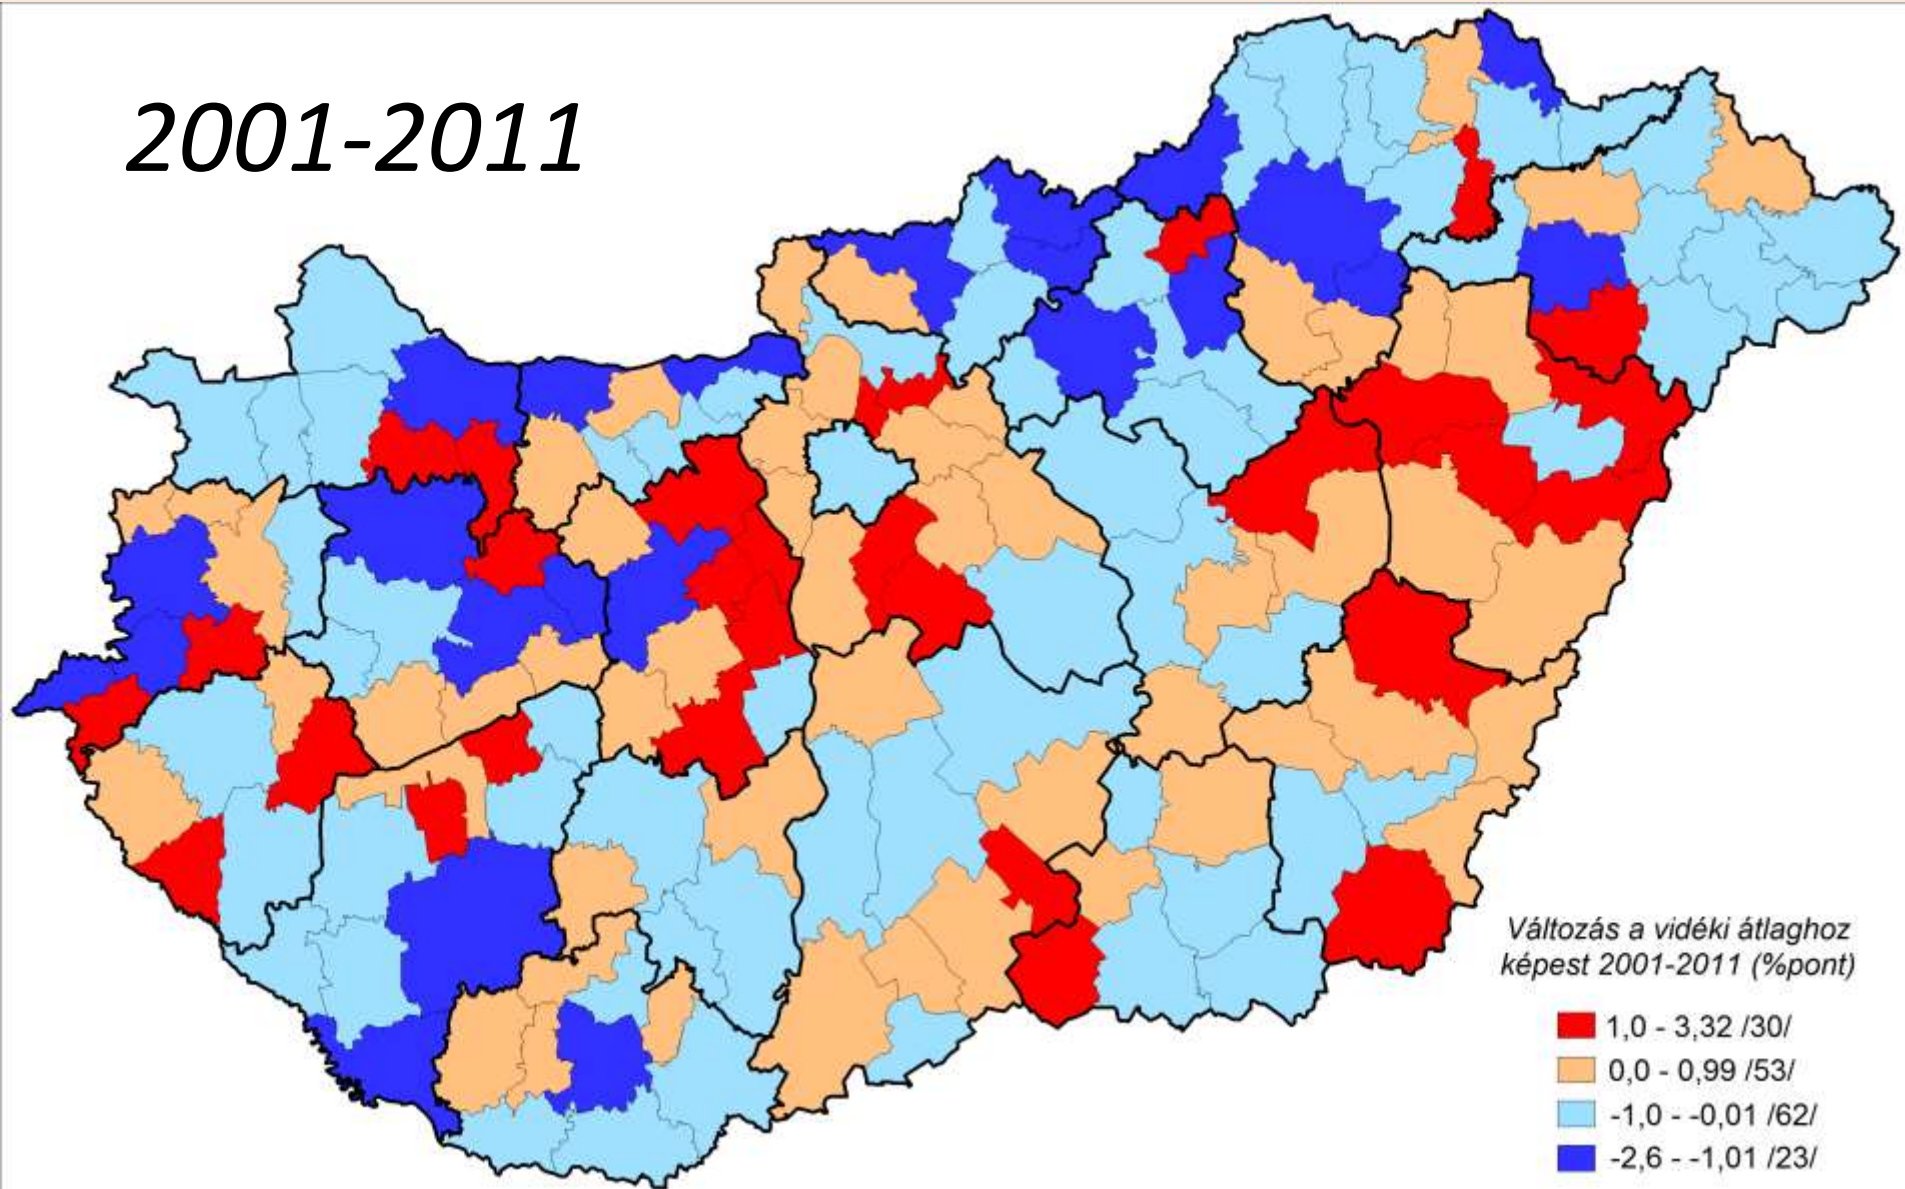 2001-2011
Változás a vidéki átlaghoz
képest 2001-2011 (%pont)
1,0 - 3,32 /30/
0,0 - 0,99 /53/
-1,0 - -0,01 /62/
-2,6 - -1,01 /23/